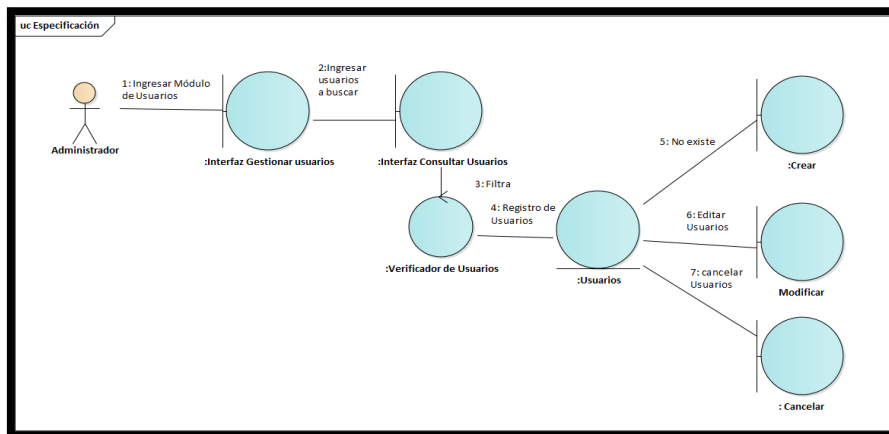 uc Especificación
1: Ingresar Módulo
de Usuarios
2:Ingresar
usuarios
a buscar
Administrador
:Interfaz Gestionar usuarios
:Interfaz Consultar Usuarios
3: Filtra
4: Registro de
Usuarios
:Verificador de Usuarios
:Usuarios
5: No existe
:Crear
6: Editar
Usuarios
Modificar
7: cancelar
Usuarios
: Cancelar